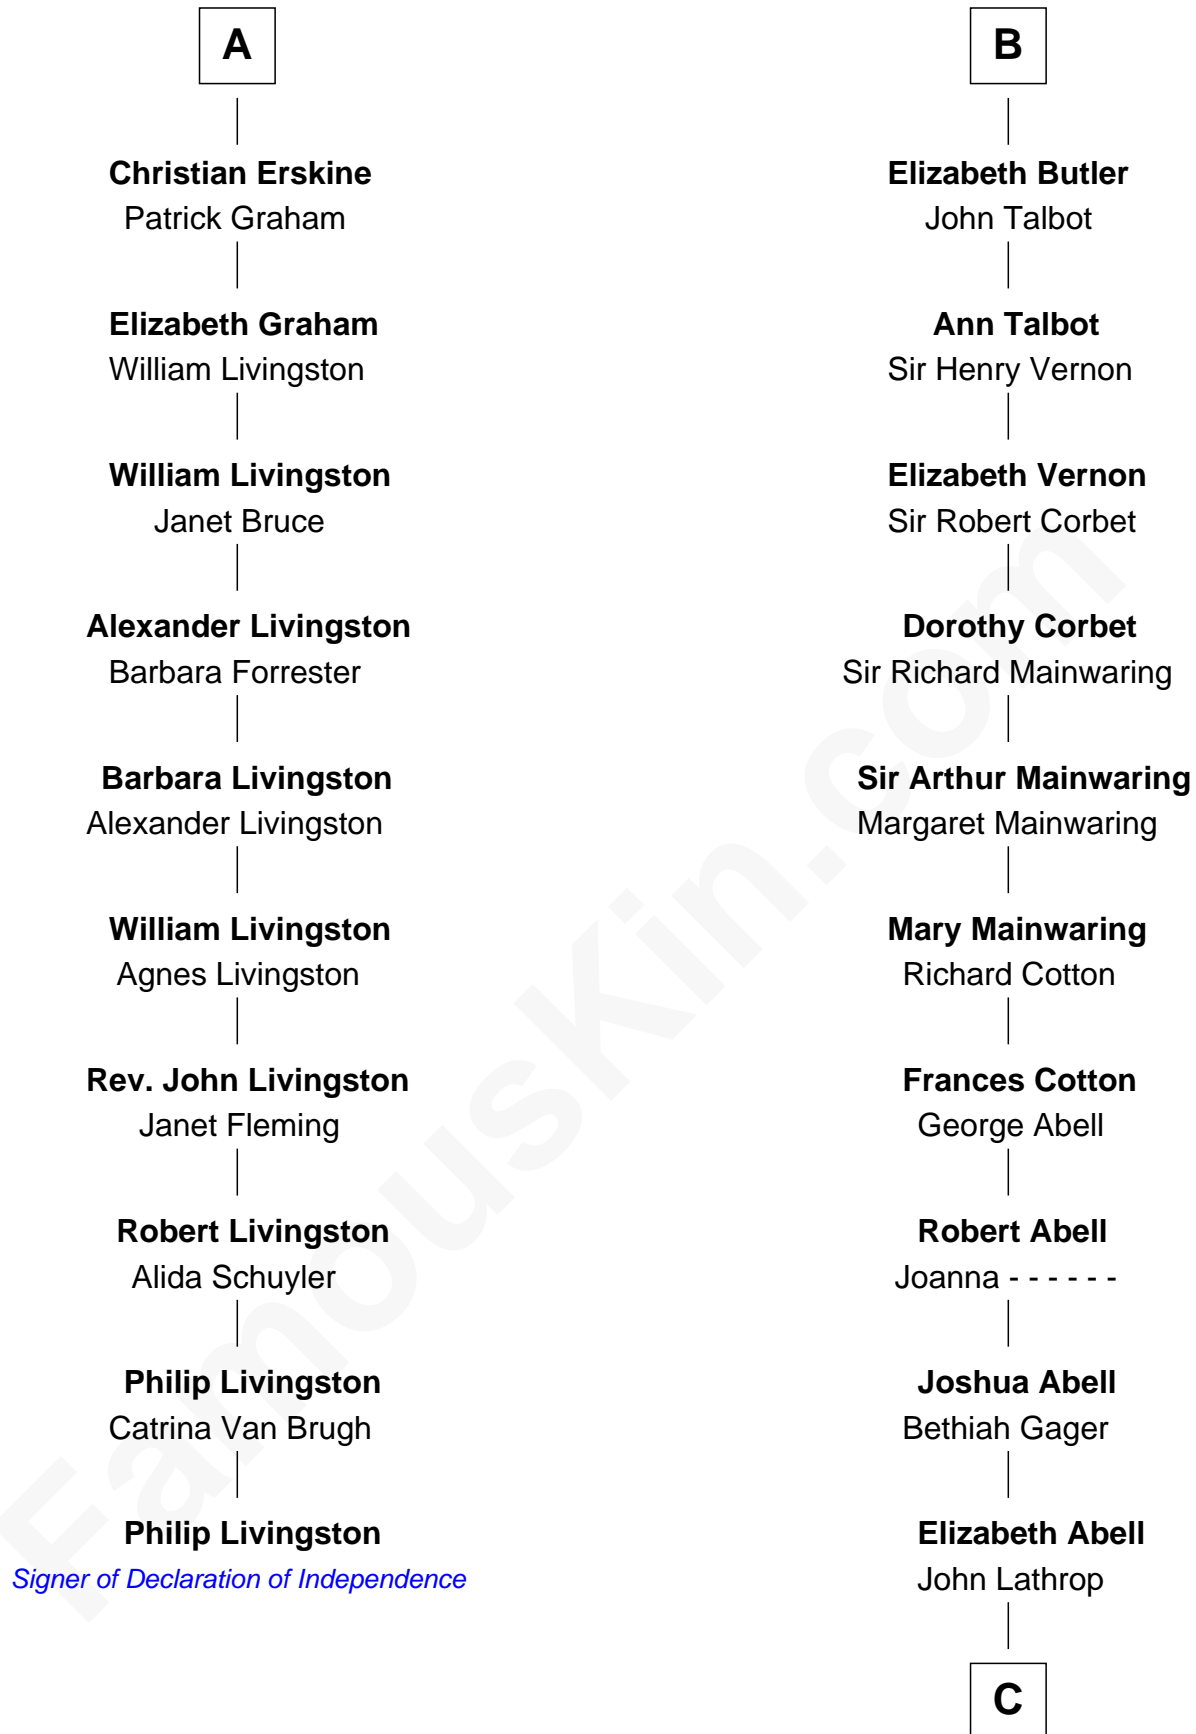 A
Christian Erskine
Patrick Graham
Elizabeth Graham
William Livingston
William Livingston
Janet Bruce
Alexander Livingston
Barbara Forrester
Barbara Livingston
Alexander Livingston
William Livingston
Agnes Livingston
Rev. John Livingston
Janet Fleming
Robert Livingston
Alida Schuyler
Philip Livingston
Catrina Van Brugh
Philip Livingston
Signer of Declaration of Independence
B
Elizabeth Butler
John Talbot
Ann Talbot
Sir Henry Vernon
Elizabeth Vernon
Sir Robert Corbet
Dorothy Corbet
Sir Richard Mainwaring
Sir Arthur Mainwaring
Margaret Mainwaring
Mary Mainwaring
Richard Cotton
Frances Cotton
George Abell
Robert Abell
Joanna - - - - - -
Joshua Abell
Bethiah Gager
Elizabeth Abell
John Lathrop
C
FamousKin.com